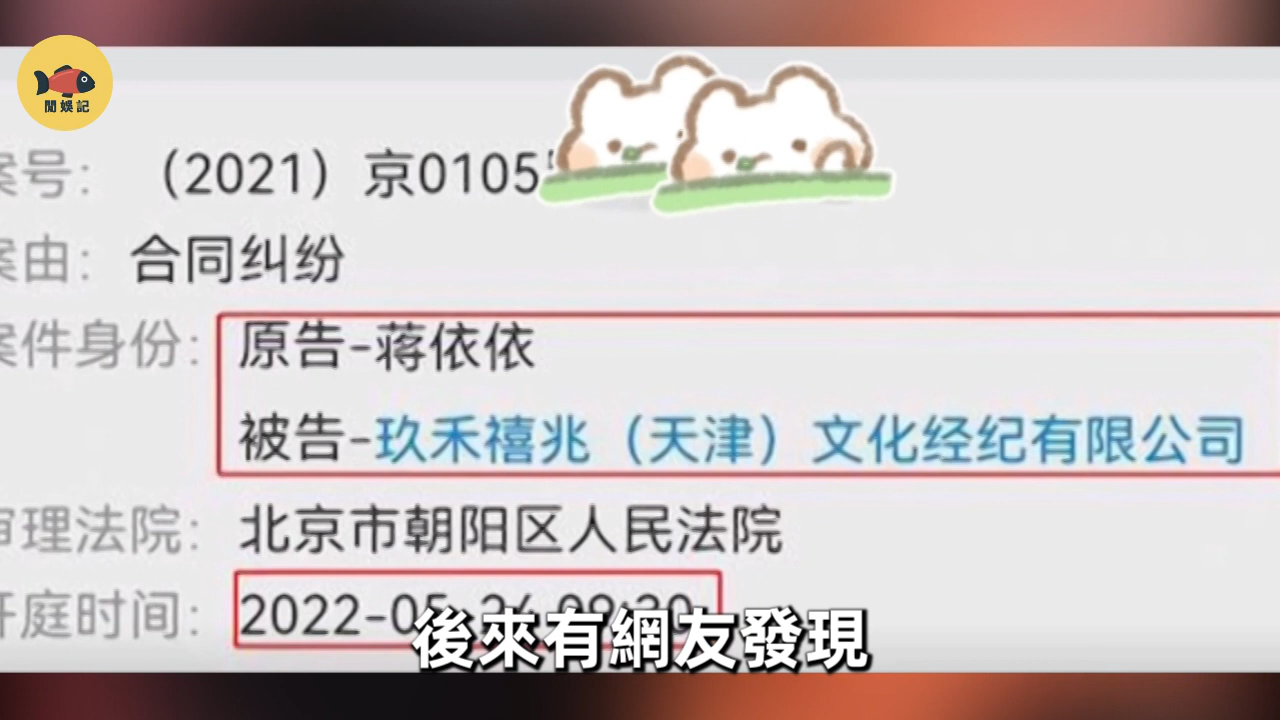 閒娛記
案号：（2021）京0105
案由：合同纠纷
案件身份：原告-蒋依依
被告-玖禾禧兆（天津）文化经纪有限公司
审理法院：北京市朝阳区人民法院
开庭时间：2022-05-26 09:30
後來有網友發現